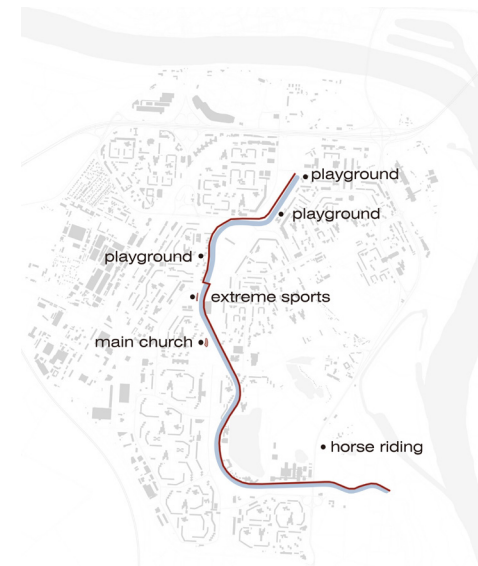 playground
playground
playground
extreme sports
main church
horse riding